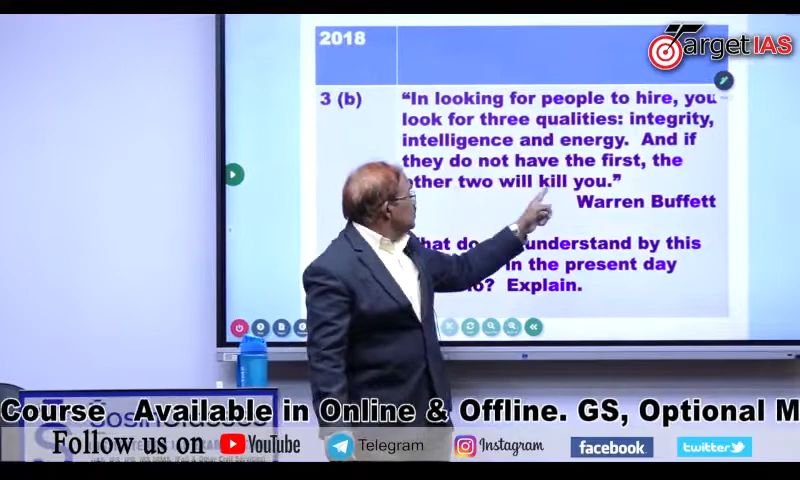 2018
TargetIAS
3 (b)
“In looking for people to hire, you
look for three qualities: integrity,
intelligence and energy. And if
they do not have the first, the
other two will kill you.”
Warren Buffett
understand by this
in the present day
Explain.
Course Available in Online & Offline. GS, Optional M
Follow us on YouTube Telegram Instagram facebook twitter